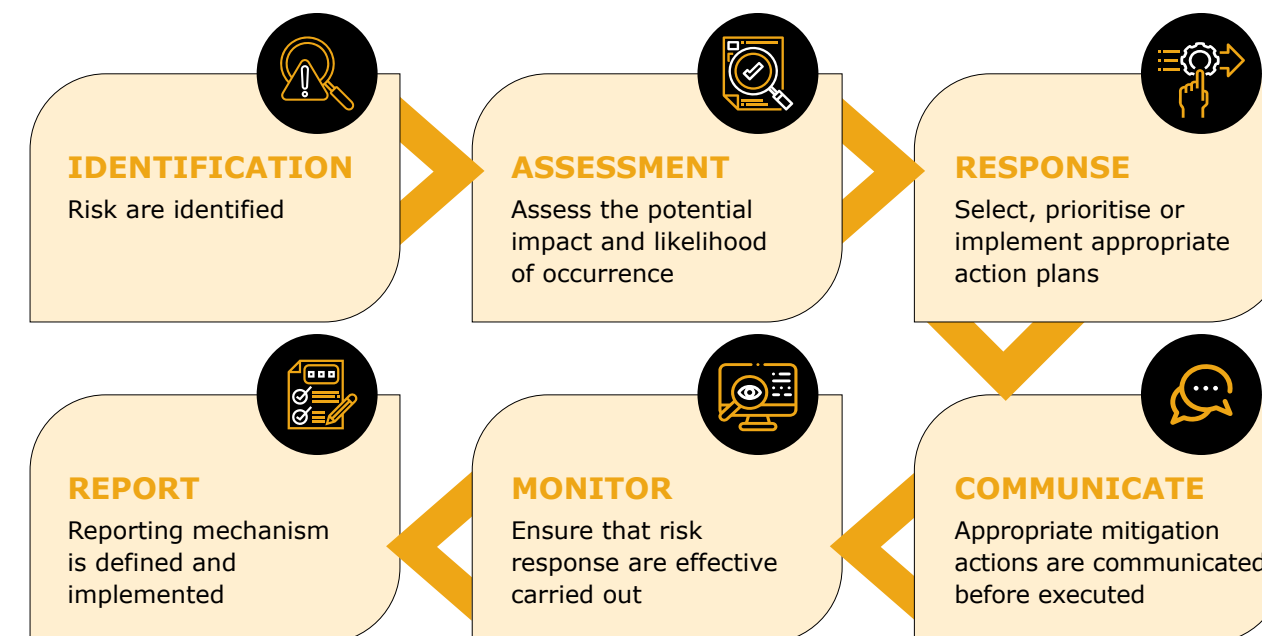 IDENTIFICATION
Risk are identified
ASSESSMENT
Assess the potential
impact and likelihood
of occurrence
RESPONSE
Select, prioritise or
implement appropriate
action plans
REPORT
Reporting mechanism
is defined and
implemented
MONITOR
Ensure that risk
response are effective
carried out
COMMUNICATE
Appropriate mitigation
actions are communicated
before executed